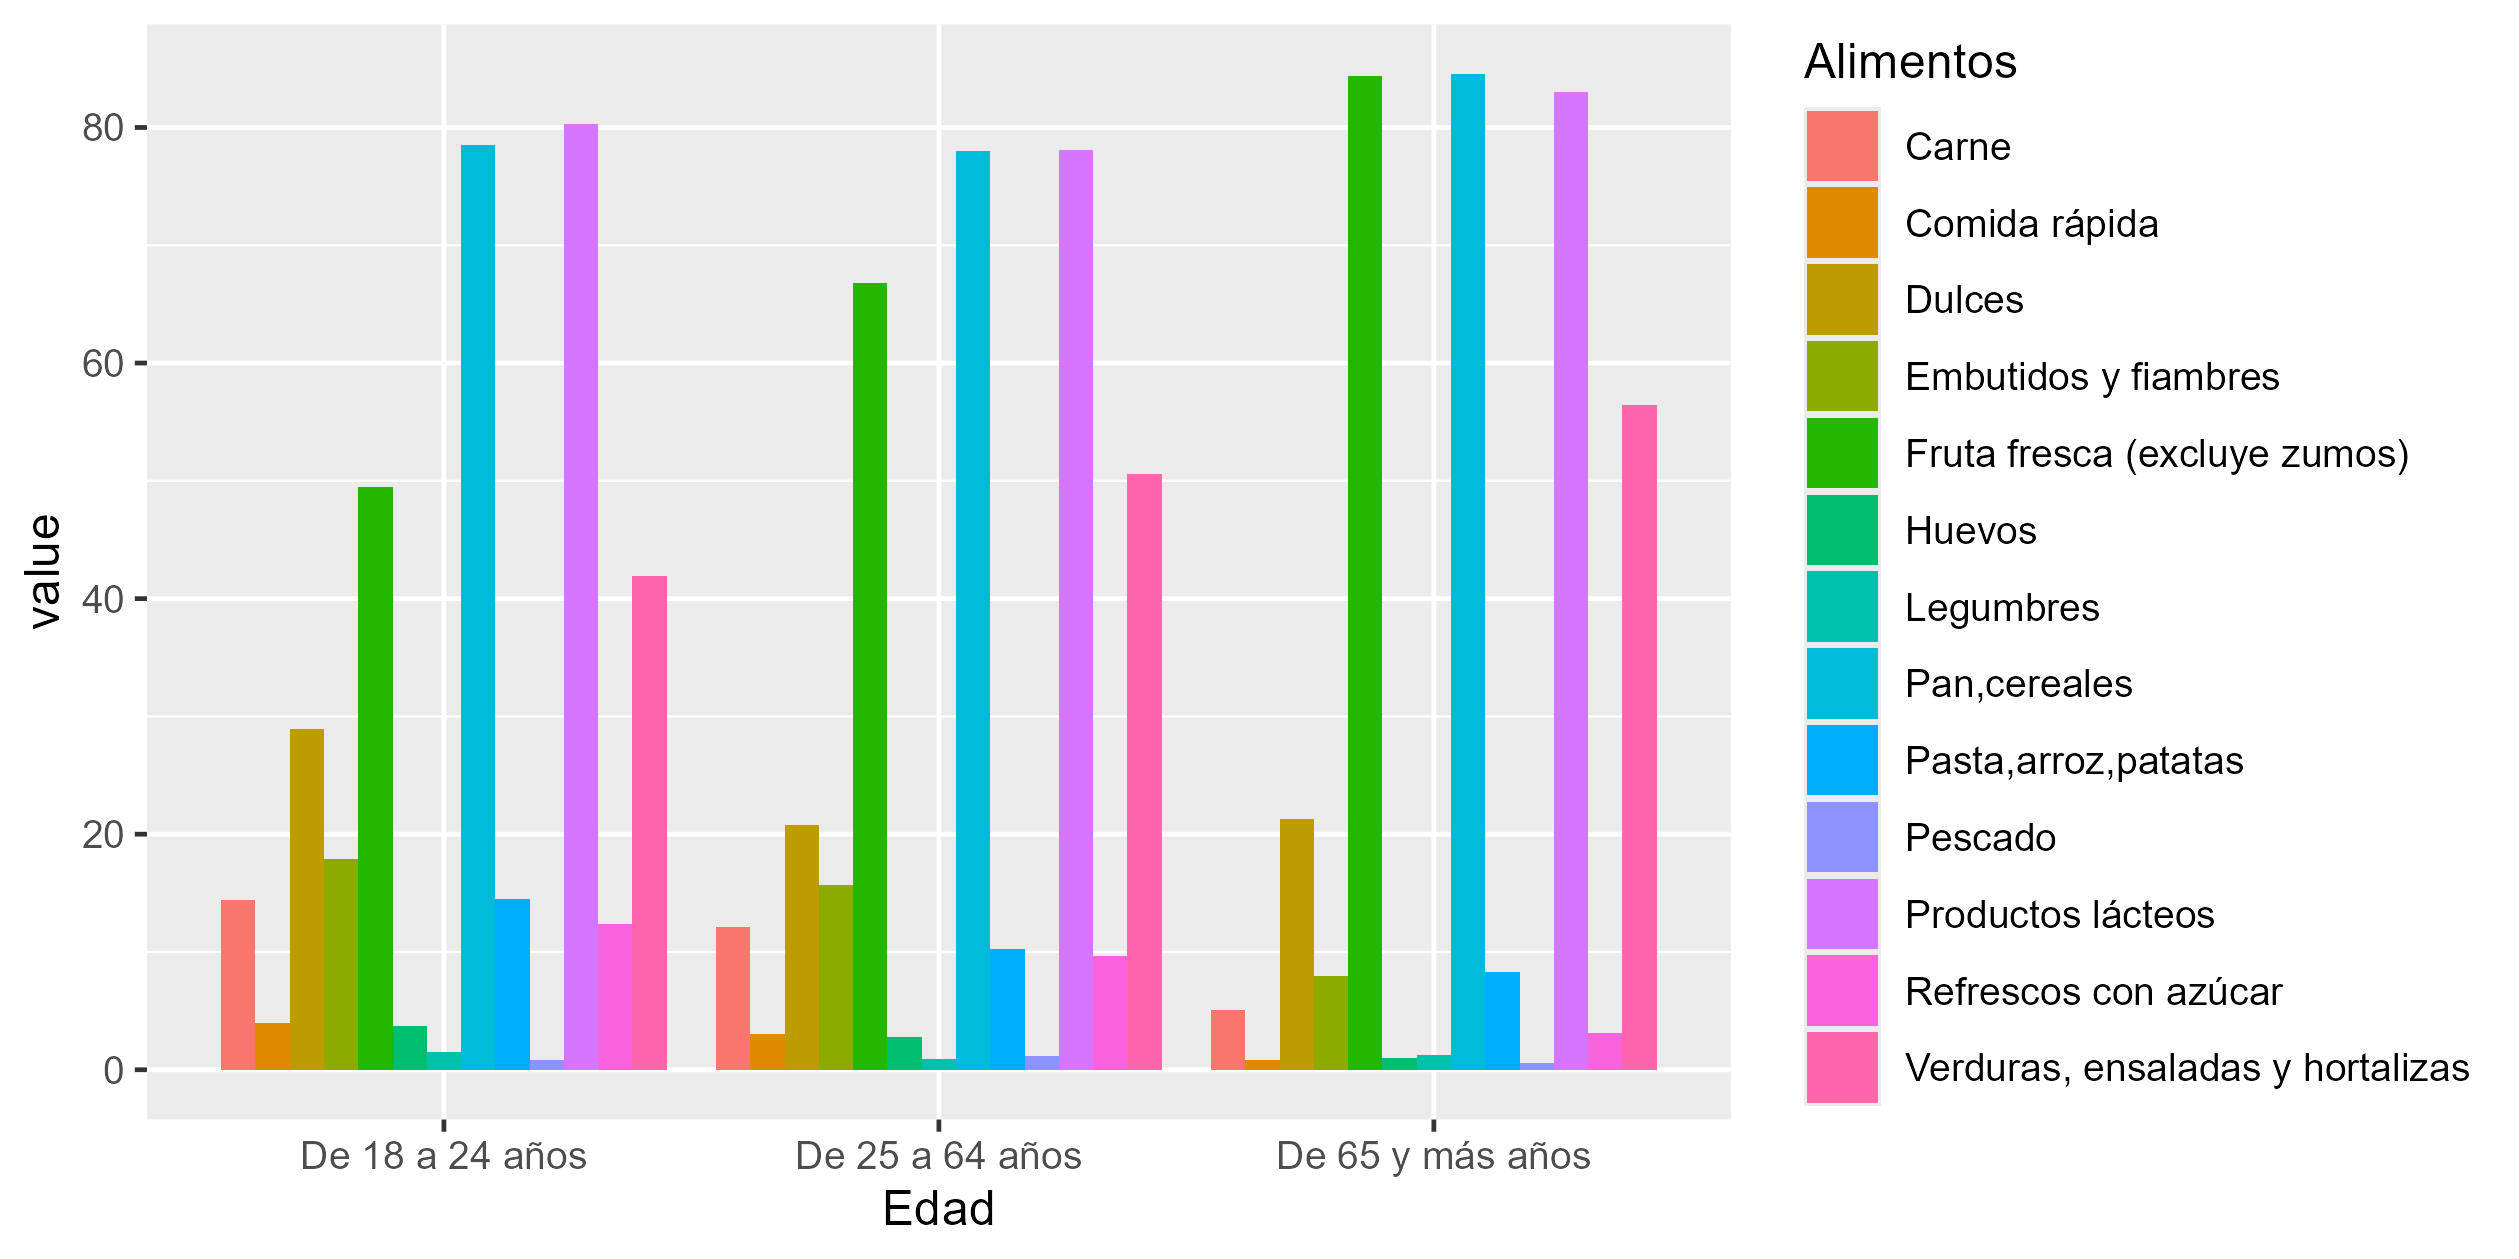 Alimentos
Carne
Comida rápida
Dulces
Embutidos y fiambres
Fruta fresca (excluye zumos)
Huevos
Legumbres
Pan,cereales
Pasta,arroz,patatas
Pescado
Productos lácteos
Refrescos con azúcar
Verduras, ensaladas y hortalizas
value
80
60
40
20
0
De 18 a 24 años
De 25 a 64 años
De 65 y más años
Edad